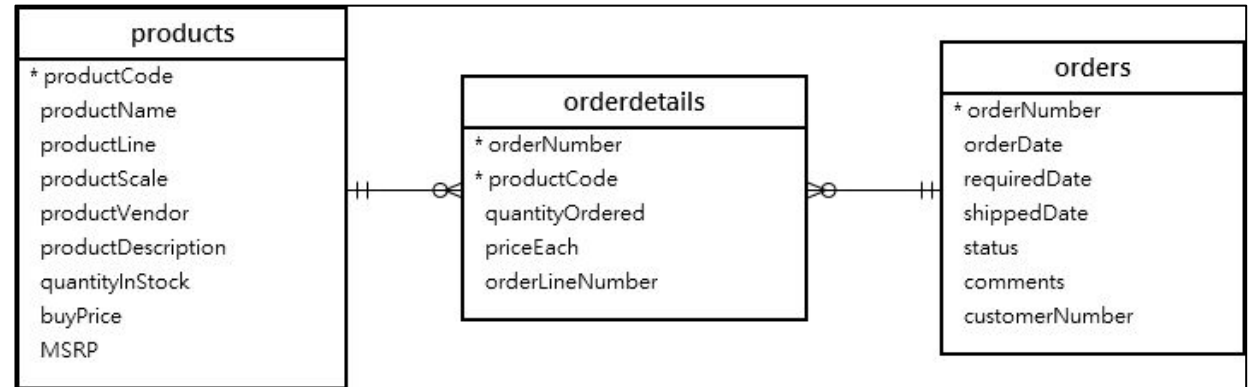 products
* productCode
productName
productLine
productScale
productVendor
productDescription
quantityInStock
buyPrice
MSRP
orderdetails
* orderNumber
* productCode
quantityOrdered
priceEach
orderLineNumber
orders
* orderNumber
orderDate
requiredDate
shippedDate
status
comments
customerNumber